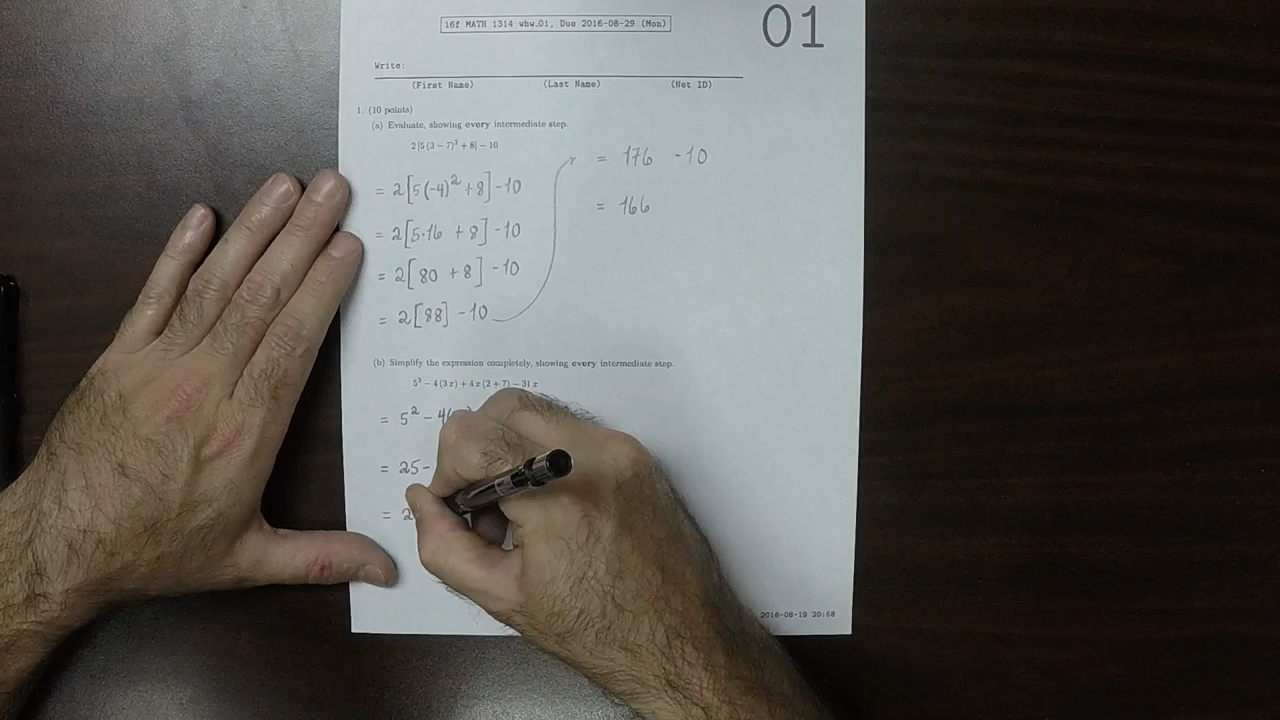 16f MATH 1314 wbw.01, Due 2016-08-29 (Mon)
01
Write:
(First Name) (Last Name) (Net ID)
1. (10 points)
(a) Evaluate, showing every intermediate step.
2[5(3 − 7)² + 8] − 10
= 2[5(-4)² + 8] - 10
= 2[5·16 + 8] - 10
= 2[80 + 8] - 10
= 2[88] - 10
= 176 - 10
= 166
(b) Simplify the expression completely, showing every intermediate step.
− 4(3x) + 4x(2 + 7) − 31x
= 5² - 4(
= 25 -
= 2
2016-08-19 20:58